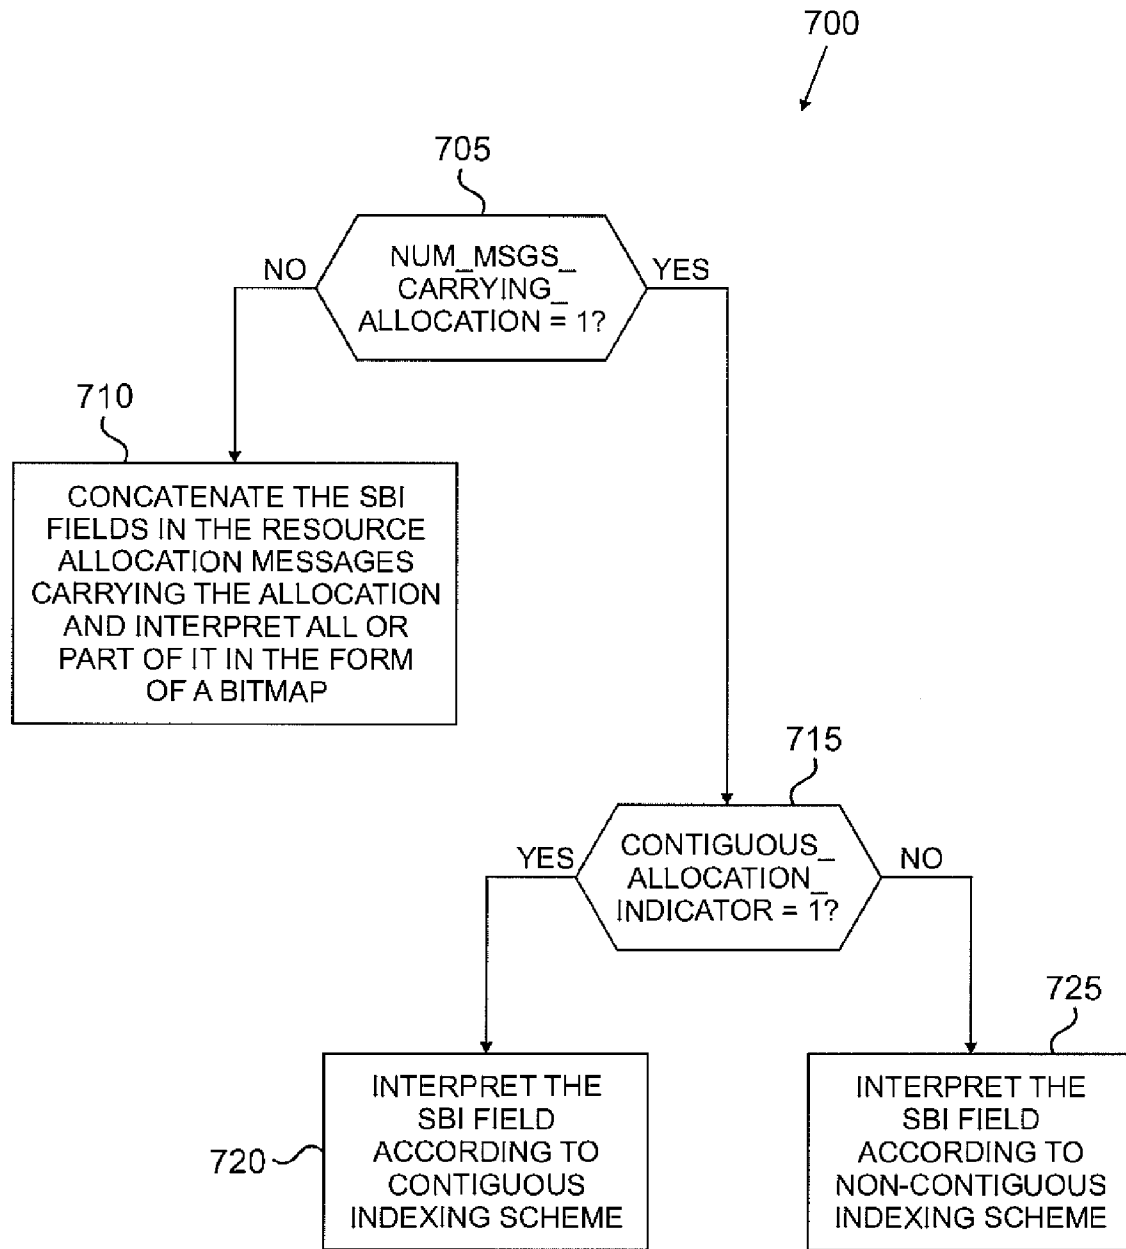 700
705
NO
NUM_MSGS_
CARRYING_
ALLOCATION = 1?
YES
710
CONCATENATE THE SBI
FIELDS IN THE RESOURCE
ALLOCATION MESSAGES
CARRYING THE ALLOCATION
AND INTERPRET ALL OR
PART OF IT IN THE FORM
OF A BITMAP
715
YES
CONTIGUOUS_
ALLOCATION_
INDICATOR = 1?
NO
720
INTERPRET THE
SBI FIELD
ACCORDING TO
CONTIGUOUS
INDEXING SCHEME
725
INTERPRET THE
SBI FIELD
ACCORDING TO
NON-CONTIGUOUS
INDEXING SCHEME